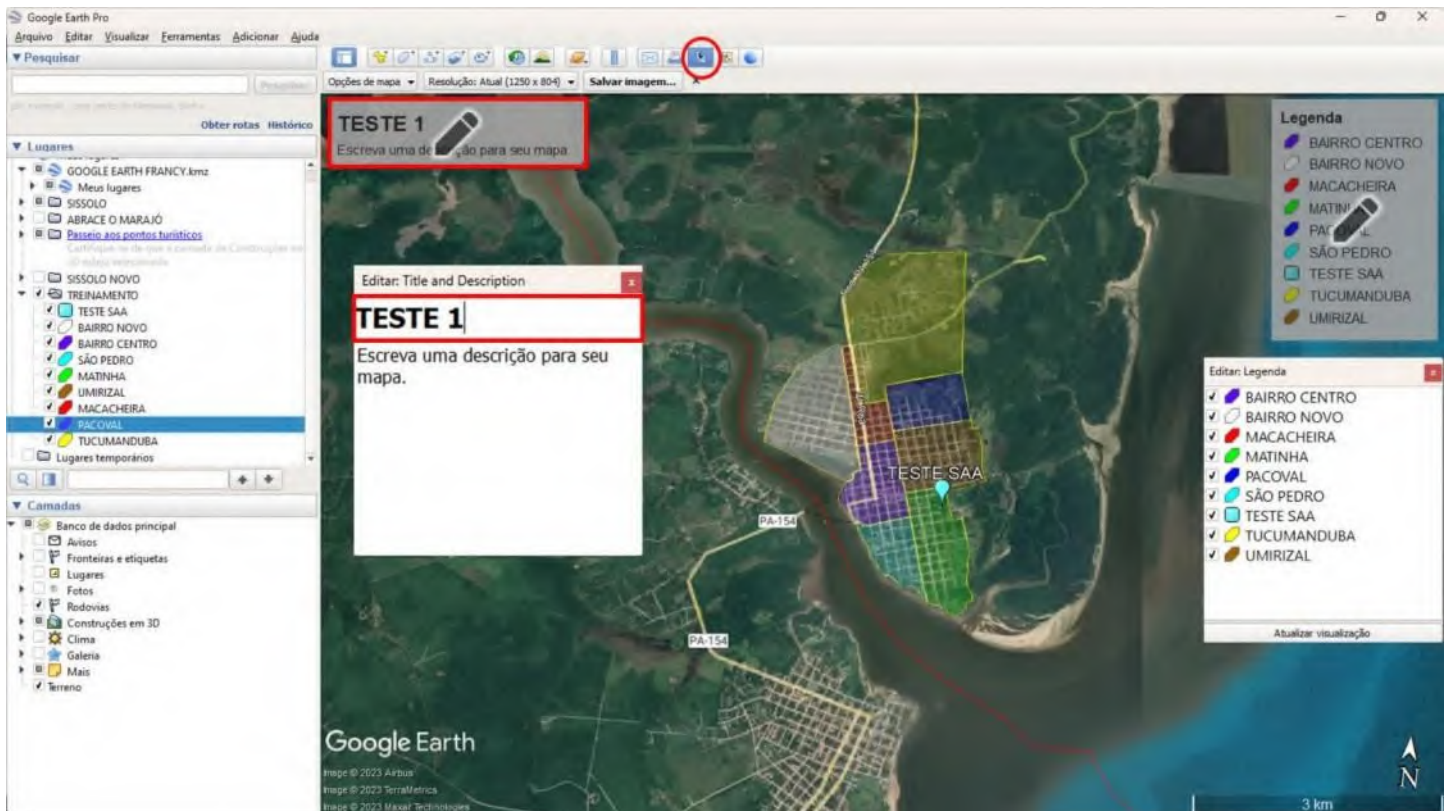 Google Earth Pro
Arquivo Editar Visualizar Ferramentas Adicionar Ajuda
Pesquisar
Obter rotas Histórico
Lugares
GOOGLE EARTH FRANCY.kmz
Meus lugares
SISSOLO
ABRACE O MARAJÓ
Passeio aos pontos turísticos
SISSOLO NOVO
TREINAMENTO
TESTE SAA
BAIRRO NOVO
BAIRRO CENTRO
SÃO PEDRO
MATINHA
UMIRIZAL
MACACHEIRA
PACOVAL
TUCUMANDUBA
Lugares temporários
Camadas
Banco de dados principal
Avisos
Fronteiras e etiquetas
Lugares
Fotos
Rodovias
Construções em 3D
Clima
Galeria
Mais
Terreno
Opções de mapa Resolução: Atual (1250 x 804) Salvar imagem...
TESTE 1
Escreva uma descrição para seu mapa.
Editar: Title and Description x
TESTE 1
Escreva uma descrição para seu
mapa.
TESTE SAA
PA-154
PA-154
Legenda
BAIRRO CENTRO
BAIRRO NOVO
MACACHEIRA
MATINHA
PACOVAL
SÃO PEDRO
TESTE SAA
TUCUMANDUBA
UMIRIZAL
Editar: Legenda x
BAIRRO CENTRO
BAIRRO NOVO
MACACHEIRA
MATINHA
PACOVAL
SÃO PEDRO
TESTE SAA
TUCUMANDUBA
UMIRIZAL
Atualizar visualização
Google Earth
Image © 2023 Airbus
Image © 2023 TerraMetrics
Image © 2023 Maxar Technologies
N
3 km